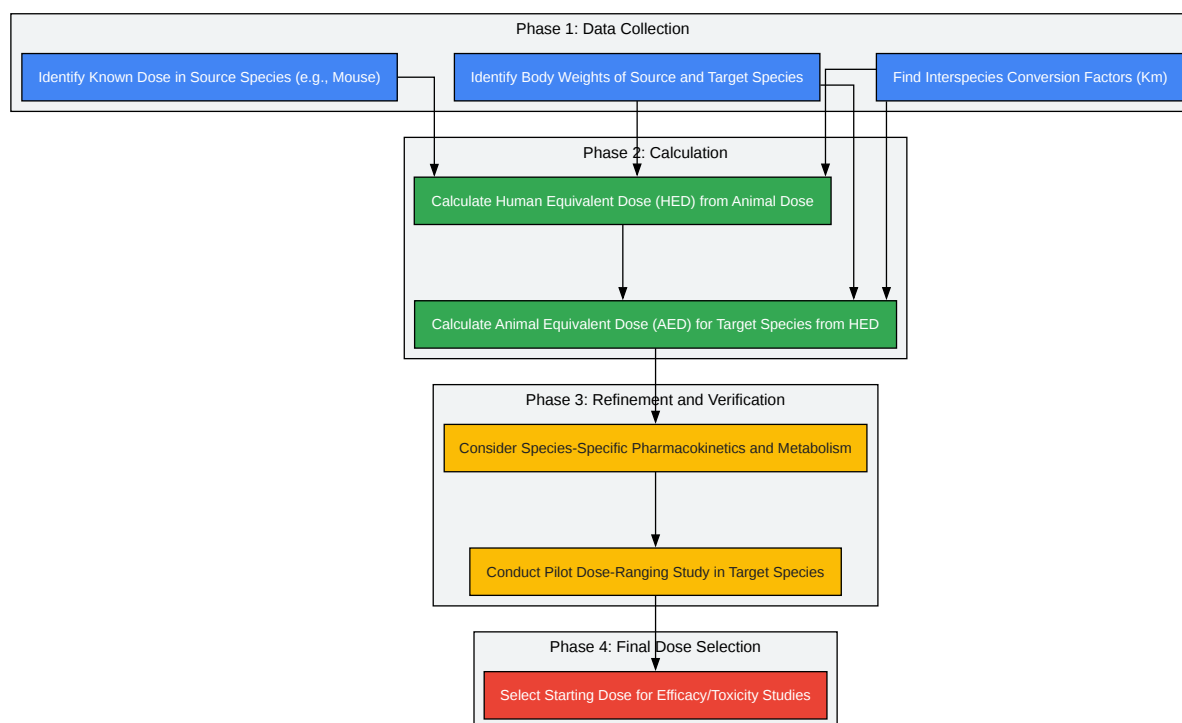 Phase 1: Data Collection
Identify Known Dose in Source Species (e.g., Mouse)
Identify Body Weights of Source and Target Species
Find Interspecies Conversion Factors (Km)
Phase 2: Calculation
Calculate Human Equivalent Dose (HED) from Animal Dose
Calculate Animal Equivalent Dose (AED) for Target Species from HED
Phase 3: Refinement and Verification
Consider Species-Specific Pharmacokinetics and Metabolism
Conduct Pilot Dose-Ranging Study in Target Species
Phase 4: Final Dose Selection
Select Starting Dose for Efficacy/Toxicity Studies